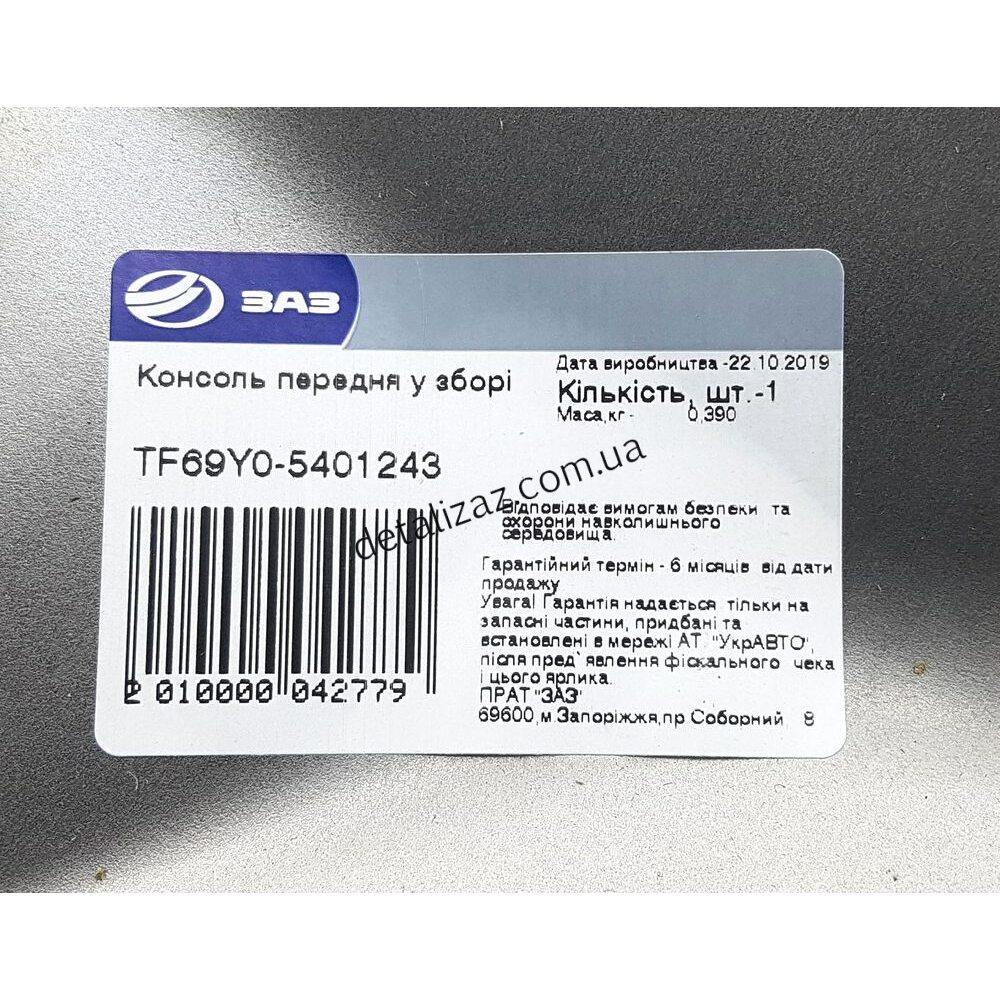 ЗАЗ
Консоль передня у зборі
Дата виробництва -22.10.2019
Кількість, шт.-1
Маса,кг - 0,390
TF69Y0-5401243
detalizaz.com.ua
Відповідає вимогам безпеки та
охорони навколишнього
середовища.
Гарантійний термін - 6 місяців від дати
продажу
Увага! Гарантія надається тільки на
запасні частини, придбані та
встановлені в мережі АТ "УкрАВТО",
після пред`явлення фіскального чека
і цього ярлика.
ПРАТ "ЗАЗ"
69600,м.Запоріжжя,пр.Соборний, 8
2 010000 042779